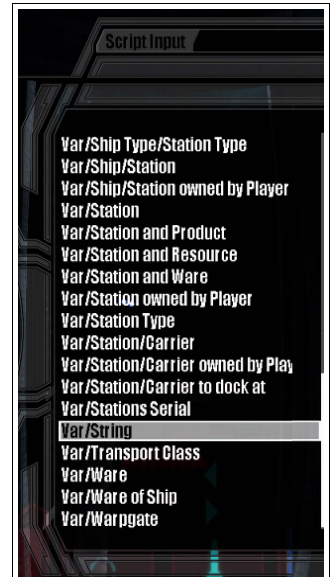 Script Input
Var/Ship Type/Station Type
Var/Ship/Station
Var/Ship/Station owned by Player
Var/Station
Var/Station and Product
Var/Station and Resource
Var/Station and Ware
Var/Station owned by Player
Var/Station Type
Var/Station/Carrier
Var/Station/Carrier owned by Play
Var/Station/Carrier to dock at
Var/Stations Serial
Var/String
Var/Transport Class
Var/Ware
Var/Ware of Ship
Var/Warpgate